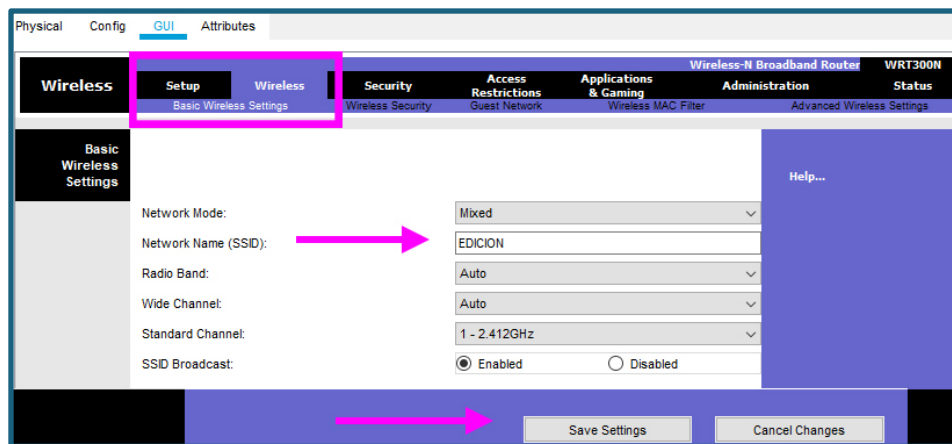 Physical Config GUI Attributes
Wireless-N Broadband Router WRT300N
Wireless Setup Wireless Security Access Restrictions Applications & Gaming Administration Status
Basic Wireless Settings Wireless Security Guest Network Wireless MAC Filter Advanced Wireless Settings
Basic
Wireless
Settings
Help...
Network Mode: Mixed
Network Name (SSID): EDICION
Radio Band: Auto
Wide Channel: Auto
Standard Channel: 1 - 2.412GHz
SSID Broadcast: Enabled Disabled
Save Settings Cancel Changes